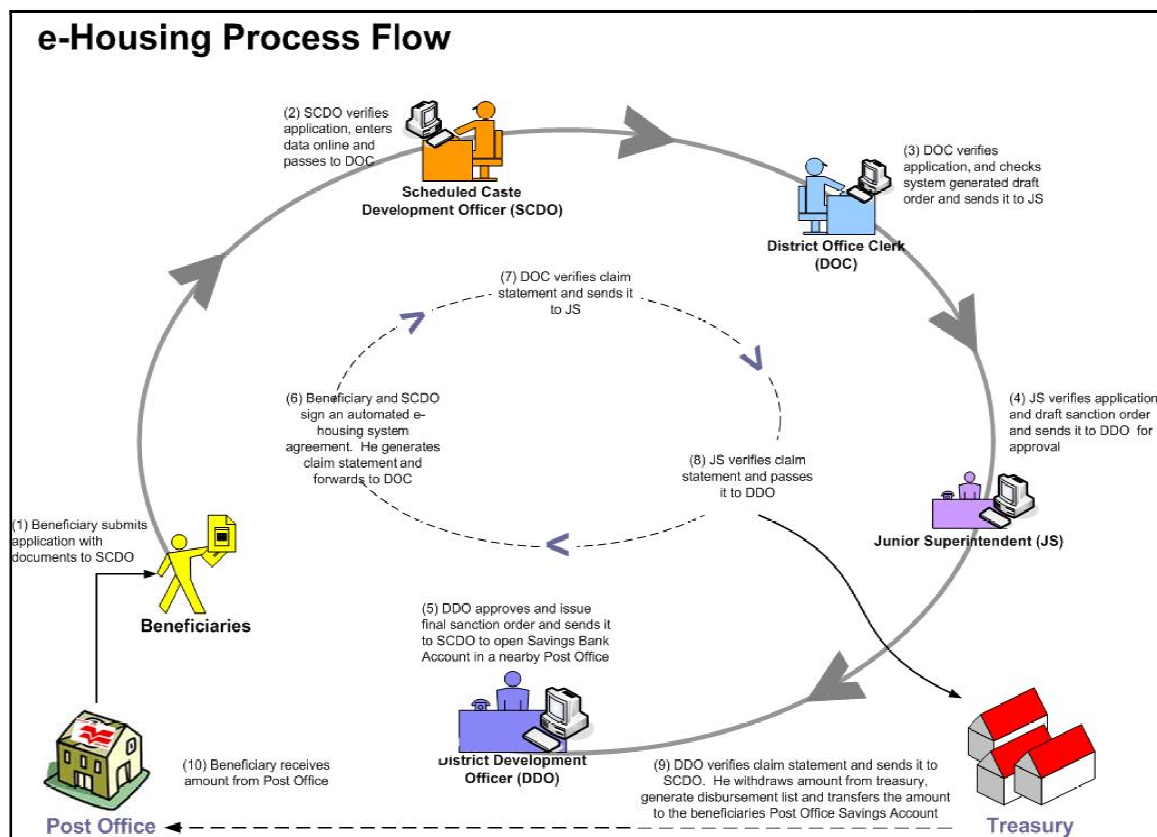 e-Housing Process Flow
(2) SCDO verifies
application, enters
data online and
passes to DOC
Scheduled Caste
Development Officer (SCDO)
(3) DOC verifies
application, and checks
system generated draft
order and sends it to JS
District Office Clerk
(DOC)
(7) DOC verifies claim
statement and sends it
to JS
(6) Beneficiary and SCDO
sign an automated e-
housing system
agreement. He generates
claim statement and
forwards to DOC
(4) JS verifies application
and draft sanction order
and sends it to DDO for
approval
(8) JS verifies claim
statement and passes
it to DDO
Junior Superintendent (JS)
(1) Beneficiary submits
application with
documents to SCDO
Beneficiaries
(5) DDO approves and issue
final sanction order and sends it
to SCDO to open Savings Bank
Account in a nearby Post Office
District Development
Officer (DDO)
(10) Beneficiary receives
amount from Post Office
(9) DDO verifies claim statement and sends it to
SCDO. He withdraws amount from treasury,
generate disbursement list and transfers the amount
to the beneficiaries Post Office Savings Account
Post Office
Treasury